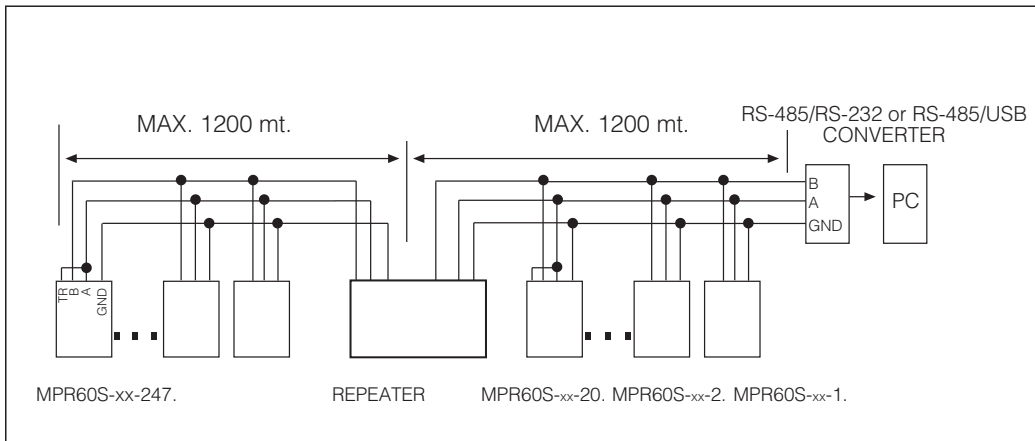 MAX. 1200 mt.
MAX. 1200 mt.
RS-485/RS-232 or RS-485/USB
CONVERTER
B
A
GND
PC
TR
B
A
GND
MPR60S-xx-247.
REPEATER
MPR60S-xx-20.
MPR60S-xx-2.
MPR60S-xx-1.